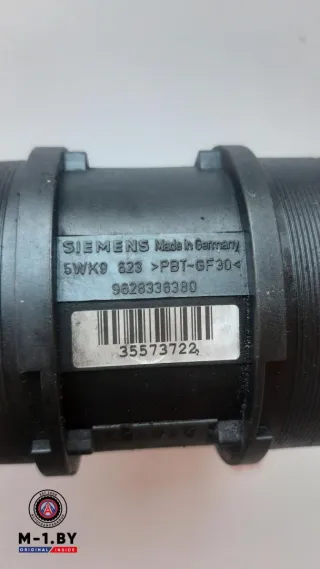 SIEMENS Made in Germany
5WK9 623 >PBT-GF30<
9628336380
35573722,
M-1.BY
ORIGINAL INSIDE